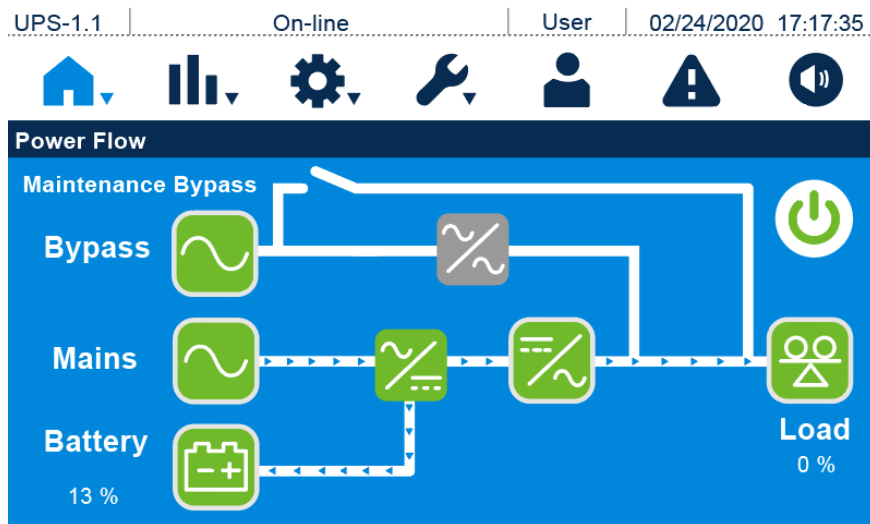 UPS-1.1 On-line User 02/24/2020 17:17:35
Power Flow
Maintenance Bypass
Bypass
Mains
Battery
13 %
Load
0 %